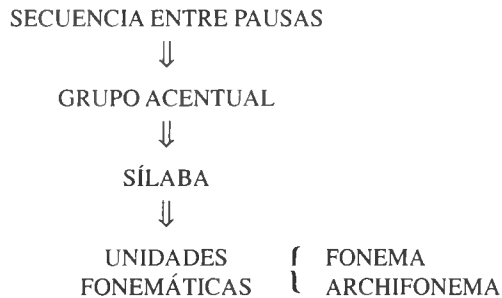 SECUENCIA ENTRE PAUSAS
⇓
GRUPO ACENTUAL
⇓
SÍLABA
⇓
UNIDADES { FONEMA
FONEMÁTICAS ARCHIFONEMA